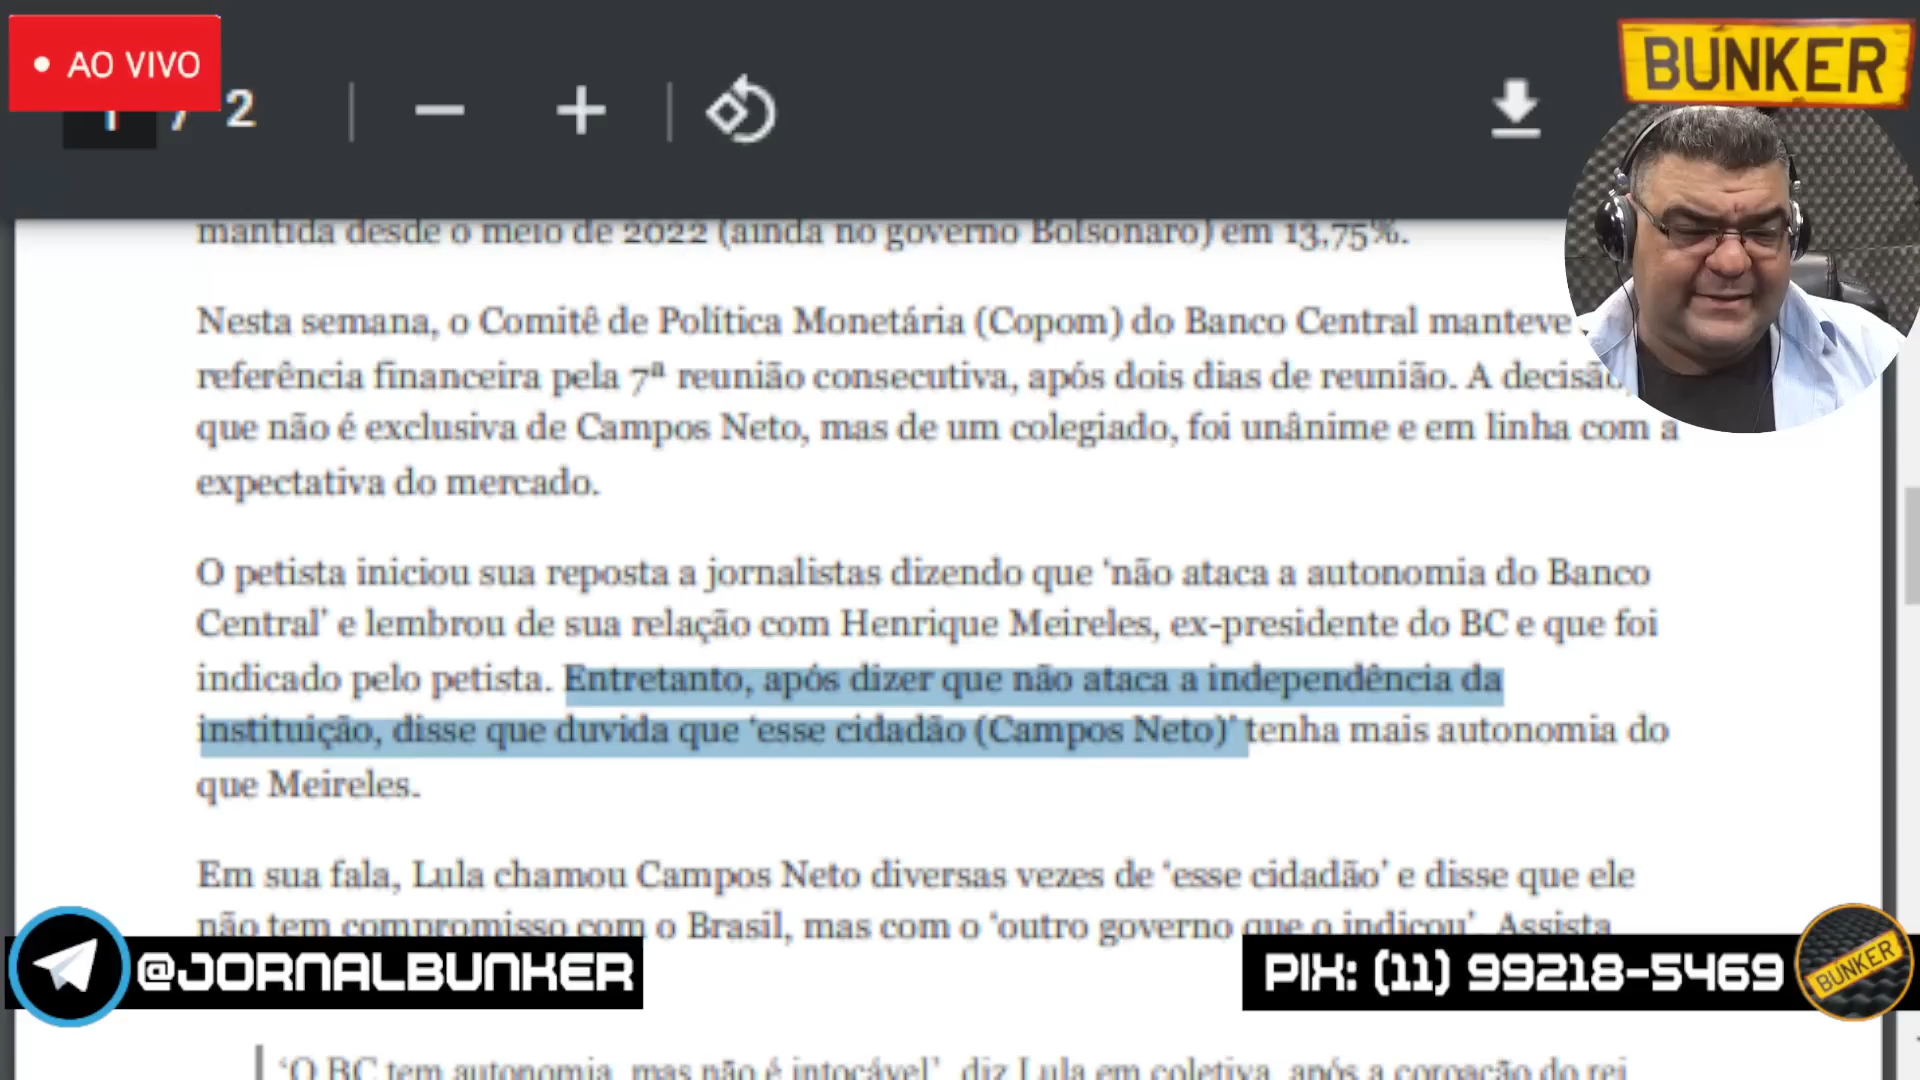 AO VIVO
BUNKER
/ 2
mantida desde o meio de 2022 (ainda no governo Bolsonaro) em 13,75%.
Nesta semana, o Comitê de Política Monetária (Copom) do Banco Central manteve
referência financeira pela 7ª reunião consecutiva, após dois dias de reunião. A decisão,
que não é exclusiva de Campos Neto, mas de um colegiado, foi unânime e em linha com a
expectativa do mercado.
O petista iniciou sua reposta a jornalistas dizendo que ‘não ataca a autonomia do Banco
Central’ e lembrou de sua relação com Henrique Meireles, ex-presidente do BC e que foi
indicado pelo petista. Entretanto, após dizer que não ataca a independência da
instituição, disse que duvida que ‘esse cidadão (Campos Neto)’ tenha mais autonomia do
que Meireles.
Em sua fala, Lula chamou Campos Neto diversas vezes de ‘esse cidadão’ e disse que ele
não tem compromisso com o Brasil, mas com o ‘outro governo que o indicou’. Assista
@JORNALBUNKER
PIX: (11) 99218-5469
BUNKER
‘O BC tem autonomia, mas não é intocável’, diz Lula em coletiva, após a coroação do rei